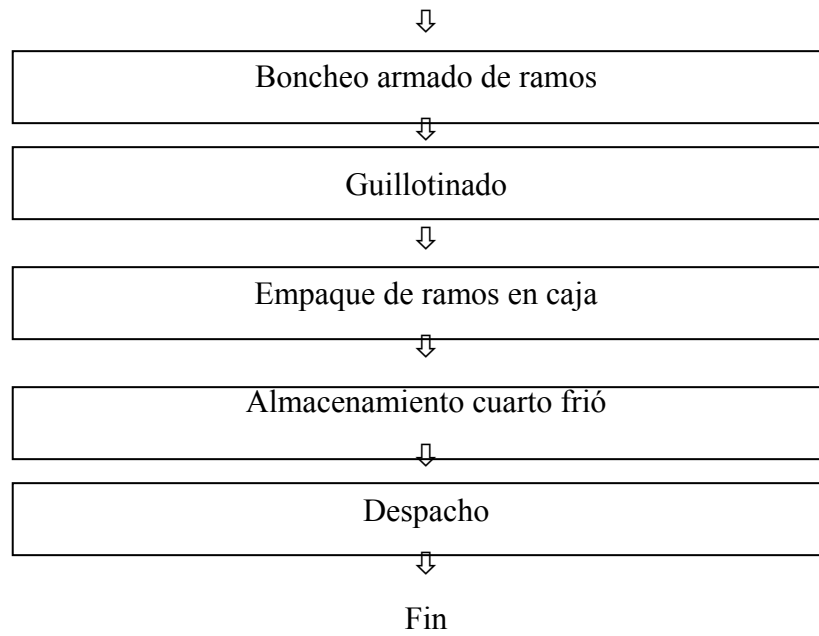 Boncheo armado de ramos
Guillotinado
Empaque de ramos en caja
Almacenamiento cuarto frió
Despacho
Fin